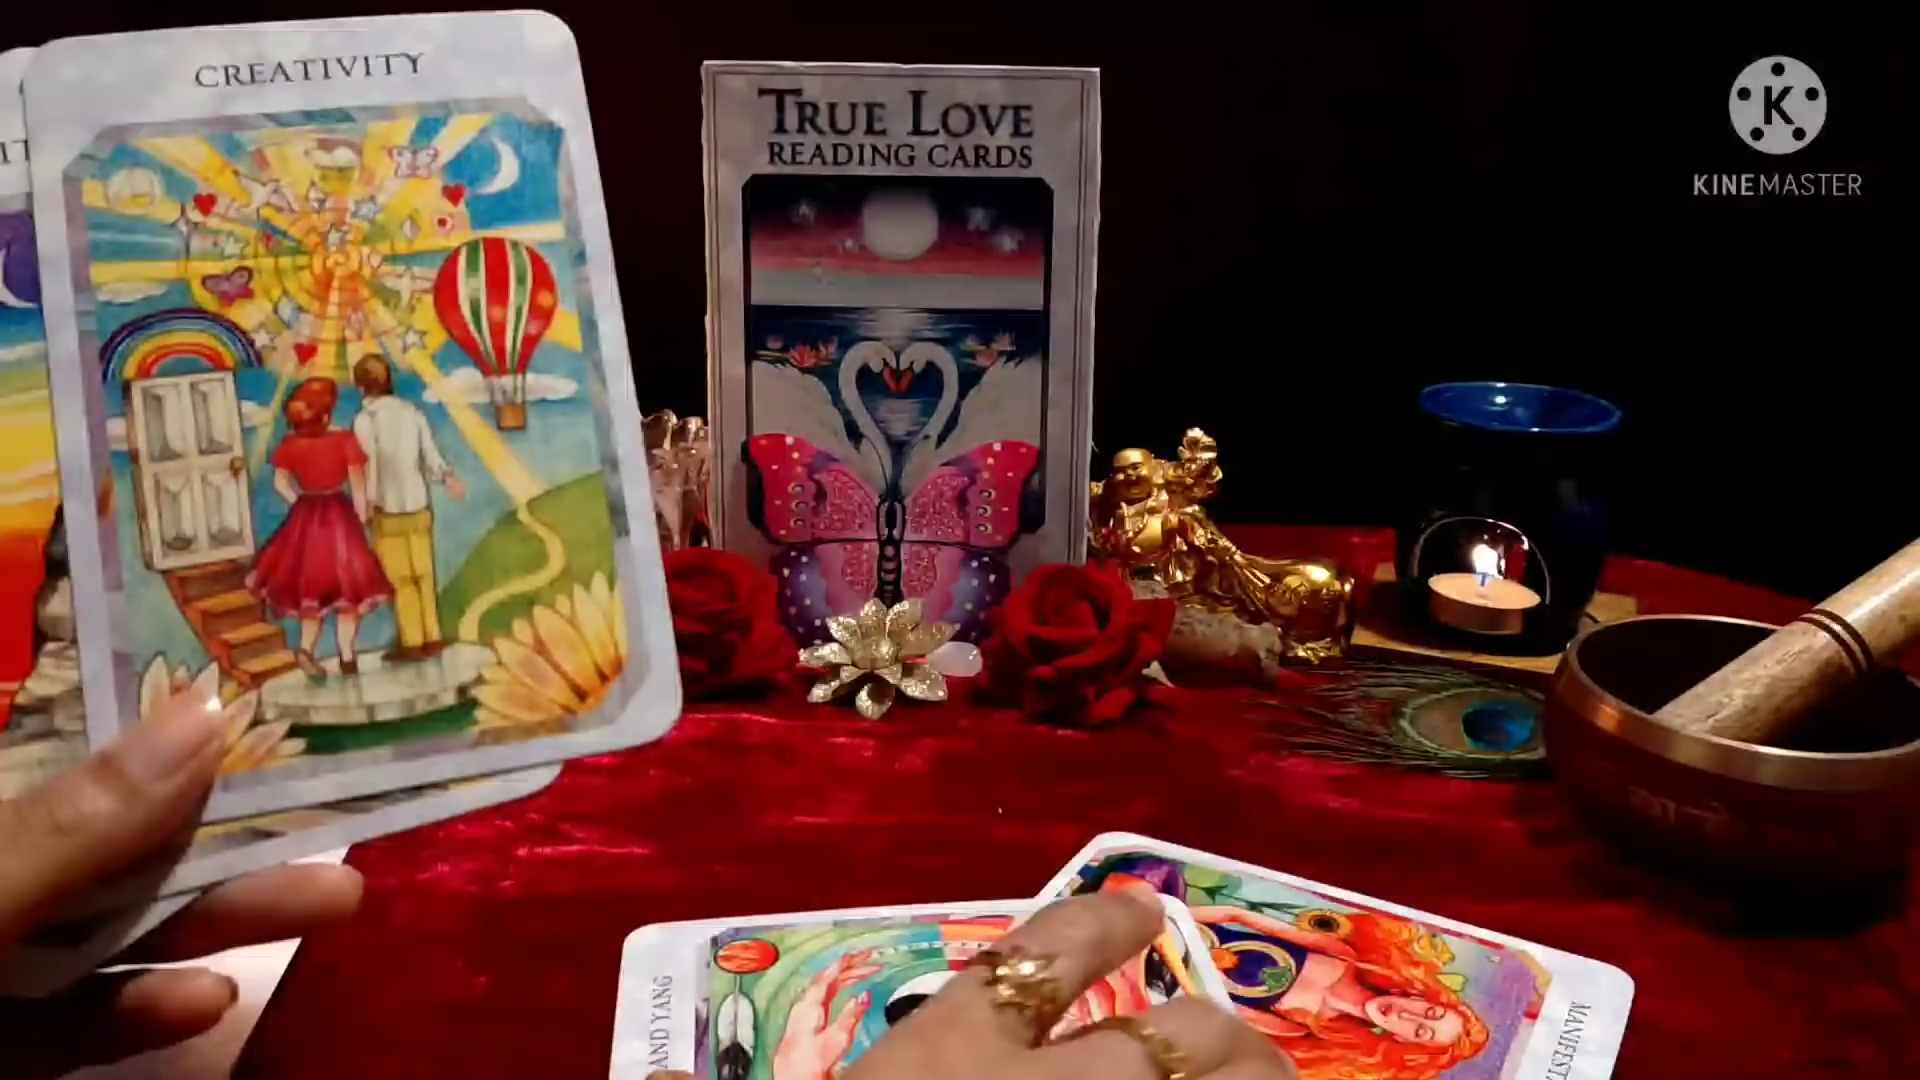 CREATIVITY
TRUE LOVE
READING CARDS
K
KINEMASTER
AND YANG